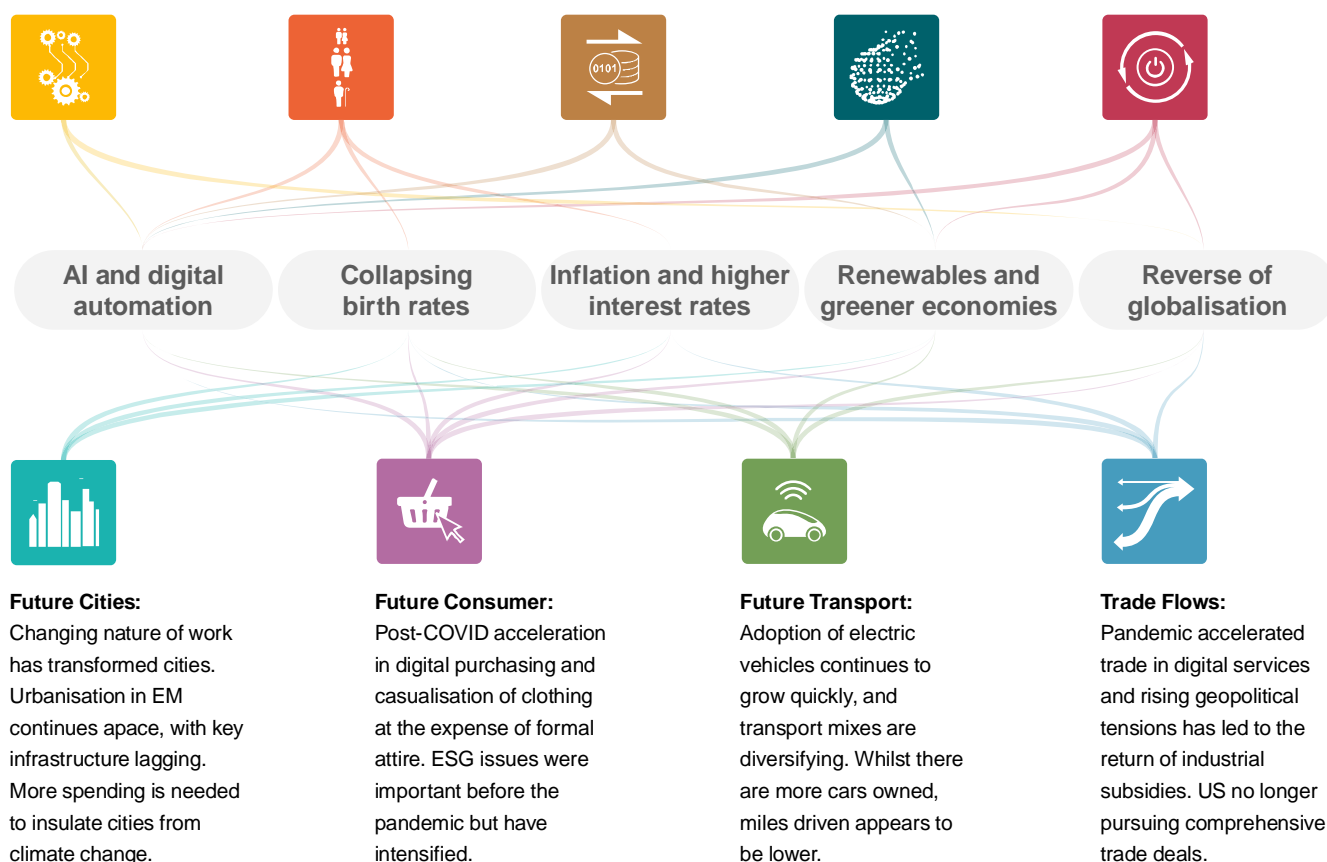 0101
AI and digital
automation
Collapsing
birth rates
Inflation and higher
interest rates
Renewables and
greener economies
Reverse of
globalisation
Future Cities:
Changing nature of work
has transformed cities.
Urbanisation in EM
continues apace, with key
infrastructure lagging.
More spending is needed
to insulate cities from
climate change.
Future Consumer:
Post-COVID acceleration
in digital purchasing and
casualisation of clothing
at the expense of formal
attire. ESG issues were
important before the
pandemic but have
intensified.
Future Transport:
Adoption of electric
vehicles continues to
grow quickly, and
transport mixes are
diversifying. Whilst there
are more cars owned,
miles driven appears to
be lower.
Trade Flows:
Pandemic accelerated
trade in digital services
and rising geopolitical
tensions has led to the
return of industrial
subsidies. US no longer
pursuing comprehensive
trade deals.